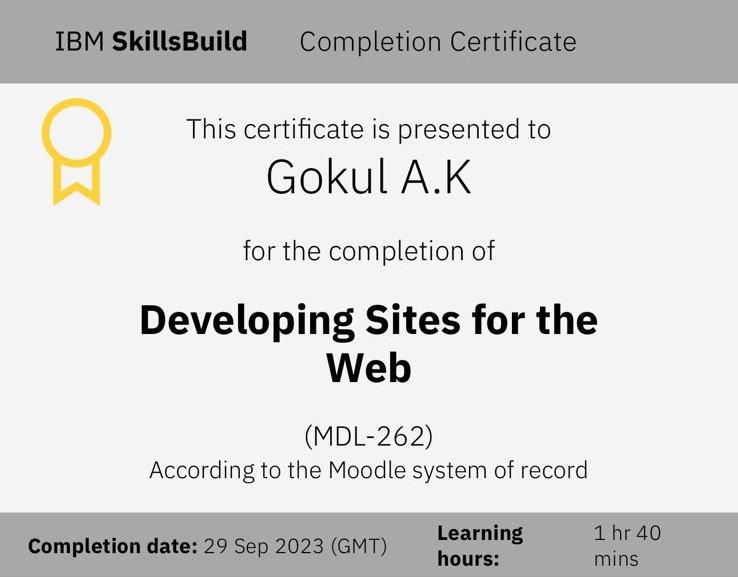 IBM SkillsBuild Completion Certificate
This certificate is presented to
Gokul A.K
for the completion of
Developing Sites for the
Web
(MDL-262)
According to the Moodle system of record
Completion date: 29 Sep 2023 (GMT)
Learning
hours:
1 hr 40
mins